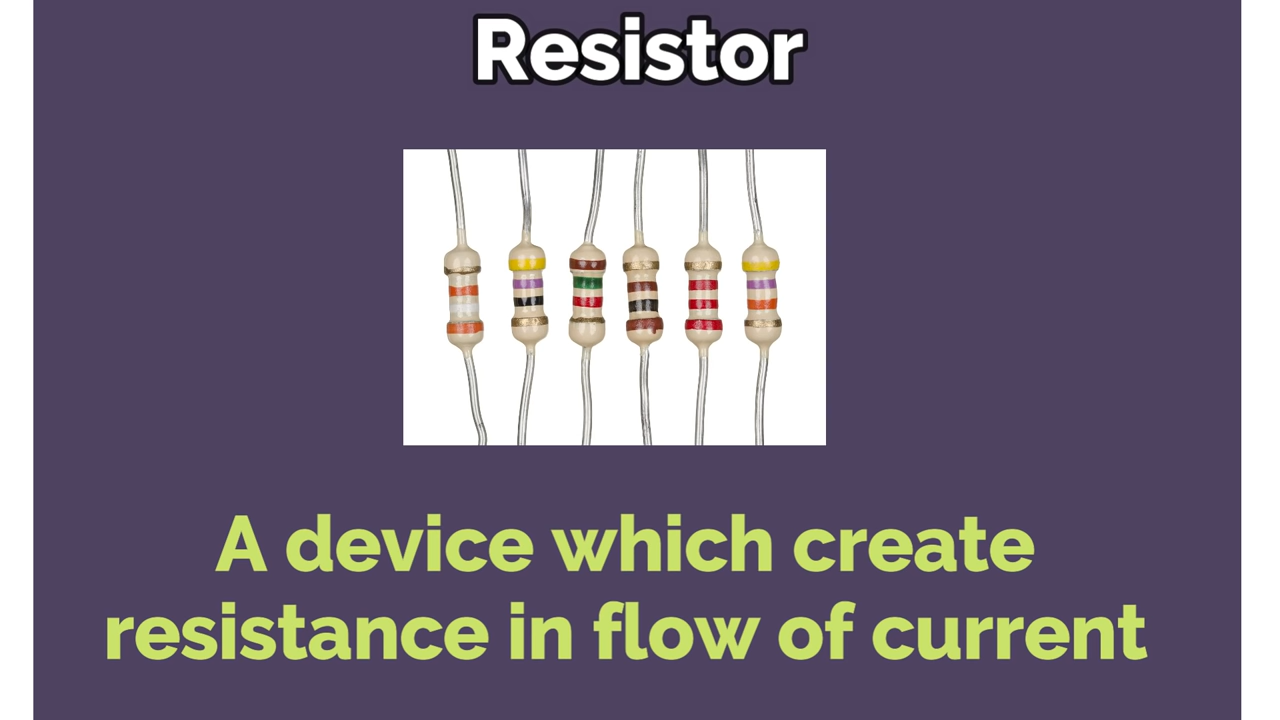 Resistor
A device which create
resistance in flow of current